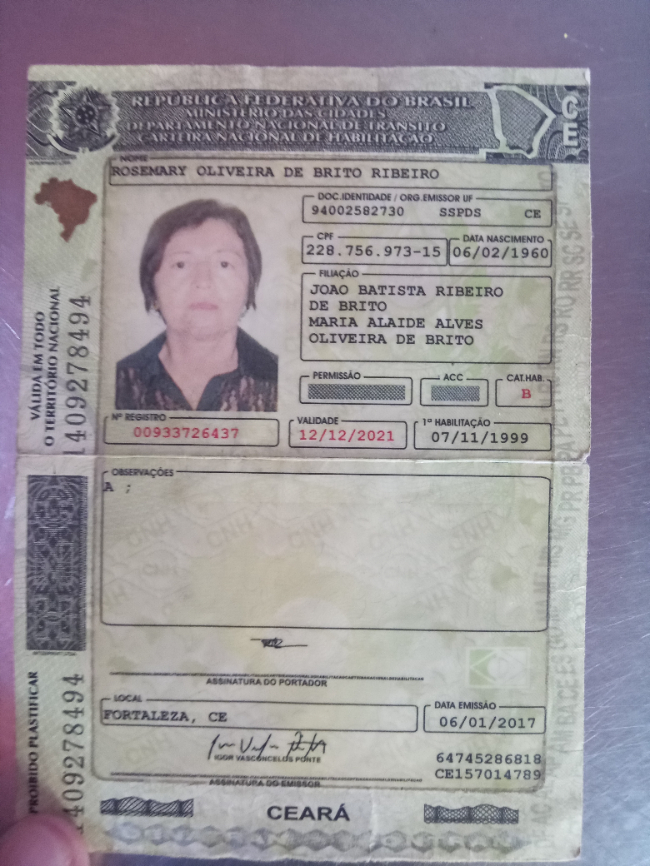 REPÚBLICA FEDERATIVA DO BRASIL
MINISTÉRIO DAS CIDADES
DEPARTAMENTO NACIONAL DE TRÂNSITO
CARTEIRA NACIONAL DE HABILITAÇÃO
CE
NOME
ROSEMARY OLIVEIRA DE BRITO RIBEIRO
DOC. IDENTIDADE / ORG. EMISSOR UF
94002582730 SSPDS CE
CPF
228.756.973-15
DATA NASCIMENTO
06/02/1960
FILIAÇÃO
JOAO BATISTA RIBEIRO
DE BRITO
MARIA ALAIDE ALVES
OLIVEIRA DE BRITO
PERMISSÃO
ACC
CAT. HAB.
B
Nº REGISTRO
00933726437
VALIDADE
12/12/2021
1ª HABILITAÇÃO
07/11/1999
VÁLIDA EM TODO
O TERRITÓRIO NACIONAL
1409278494
OBSERVAÇÕES
A ;
ASSINATURA DO PORTADOR
LOCAL
FORTALEZA, CE
DATA EMISSÃO
06/01/2017
IGOR VASCONCELOS PONTE
ASSINATURA DO EMISSOR
64745286818
CE157014789
PROIBIDO PLASTIFICAR
1409278494
CEARÁ